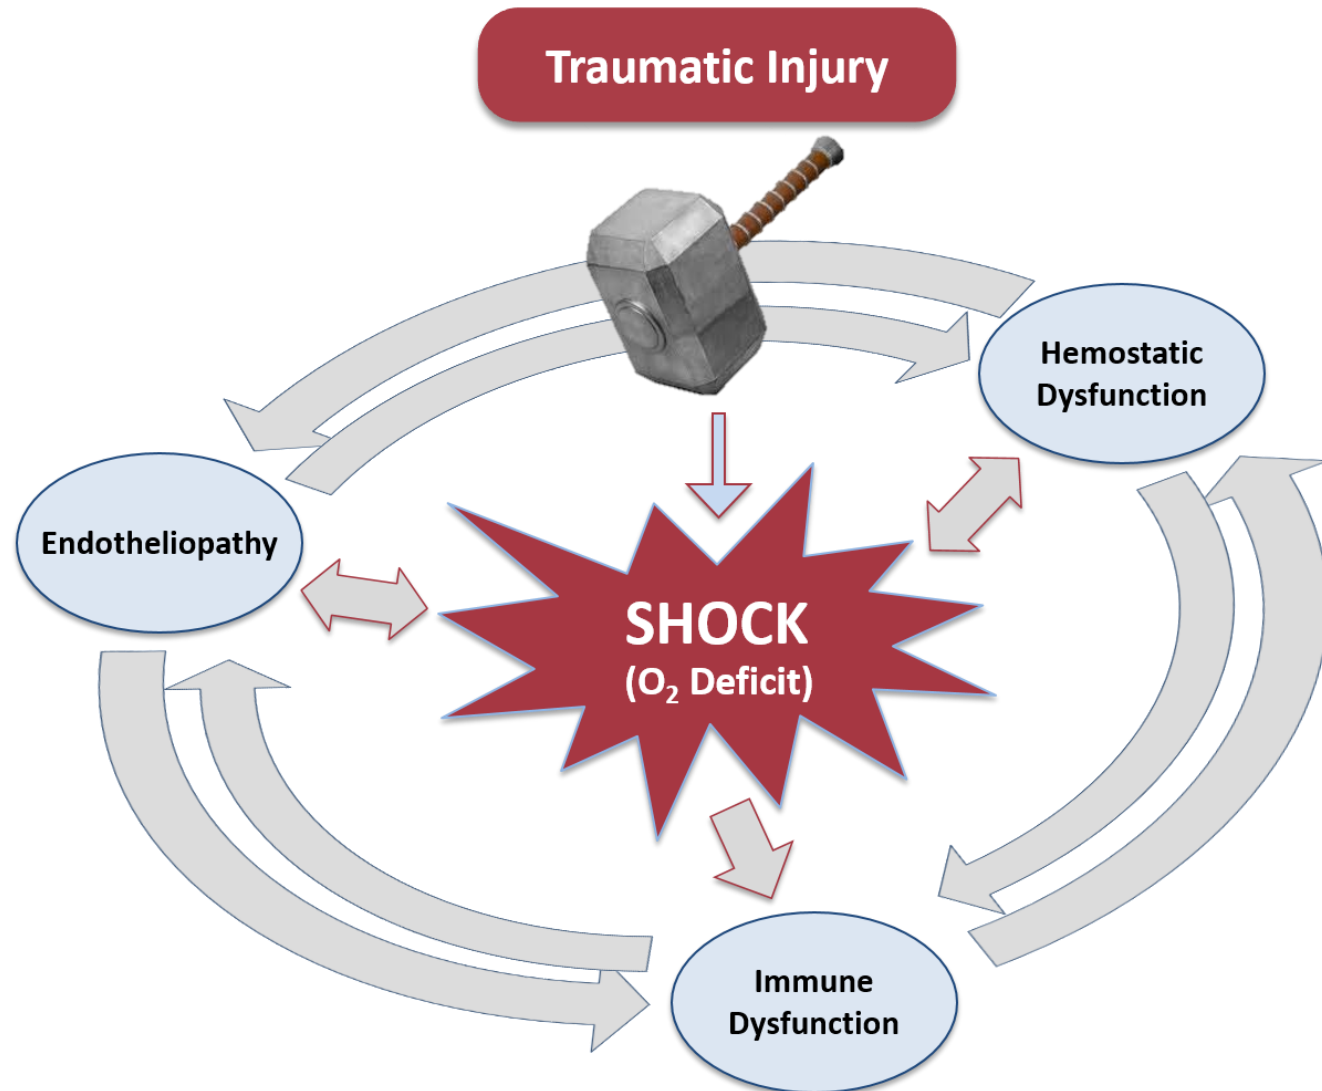 Traumatic Injury
Hemostatic
Dysfunction
Endotheliopathy
SHOCK
(O₂ Deficit)
Immune
Dysfunction